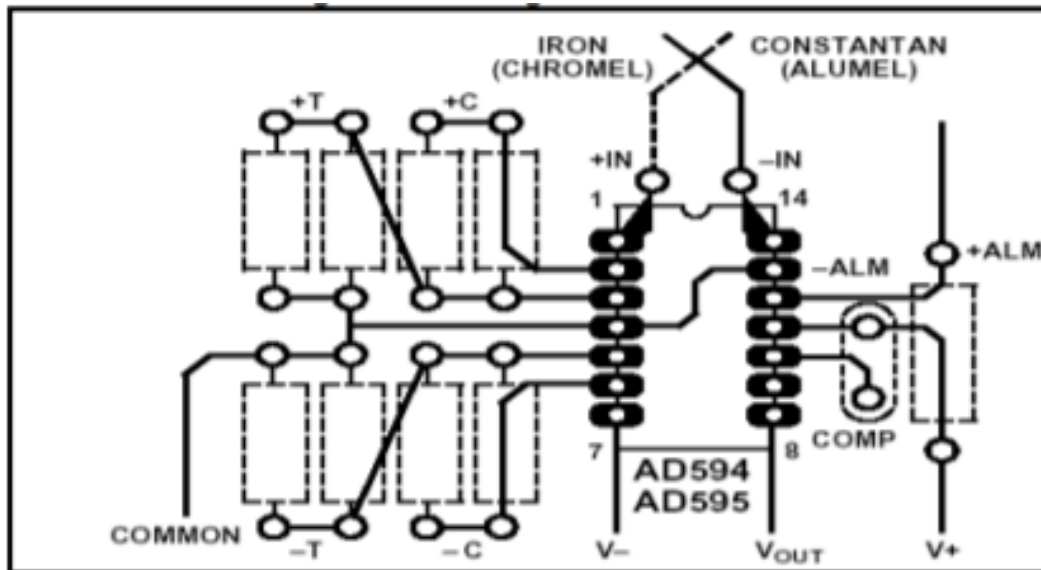 IRON CONSTANTAN
(CHROMEL) (ALUMEL)
+T +C
+IN –IN
1 14
–ALM +ALM
COMP
7 8
AD594
AD595
COMMON –T –C V– VOUT V+